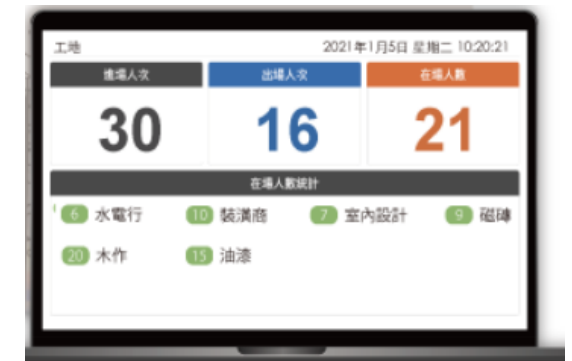 工地 2021年1月5日 星期二 10:20:21
進場人次 出場人次 在場人數
30 16 21
在場人數統計
6 水電行 10 裝潢商 7 室內設計 9 磁磚
20 木作 15 油漆